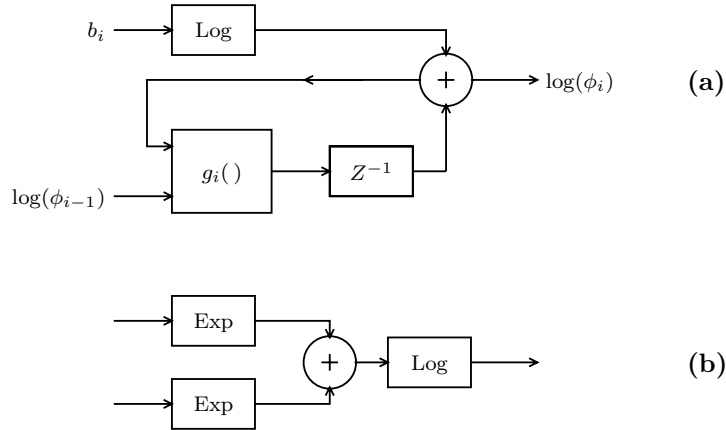 b_i
Log
+
log(ϕ_i)
(a)
g_i( )
Z^{-1}
log(ϕ_{i−1})
Exp
+
Log
(b)
Exp